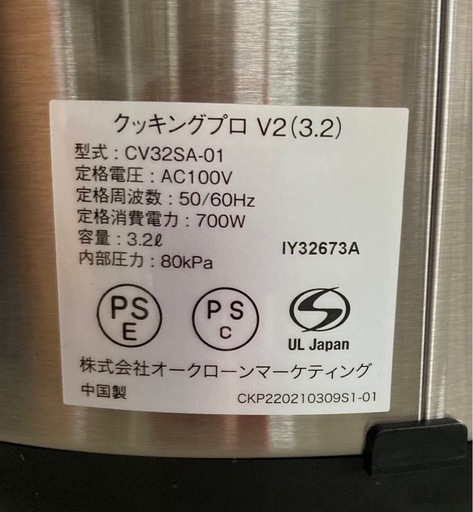 クッキングプロ V2(3.2)
型式：CV32SA-01
定格電圧：AC100V
定格周波数：50/60Hz
定格消費電力：700W
容量：3.2ℓ
内部圧力：80kPa
IY32673A
PS
E
PS
C
S
UL Japan
株式会社オークローンマーケティング
中国製
CKP220210309S1-01